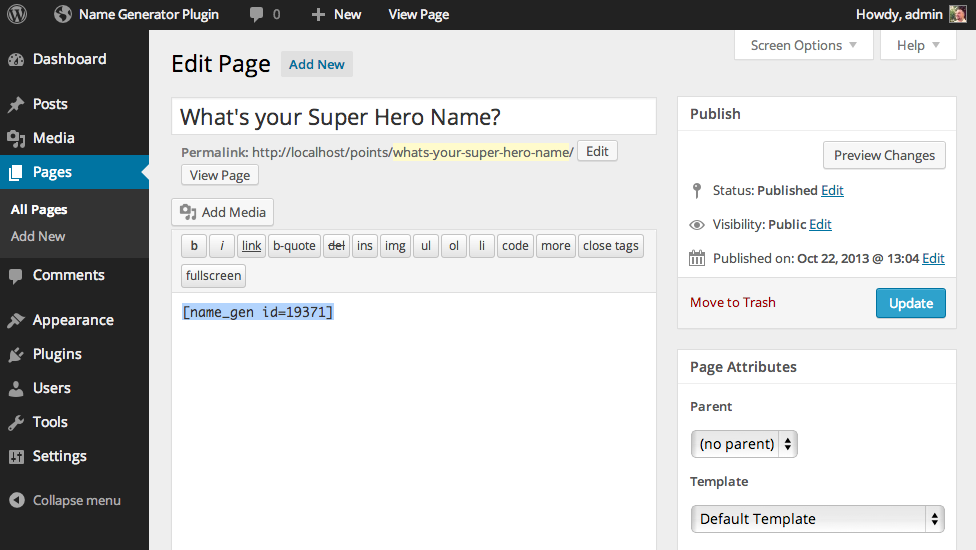 Name Generator Plugin 0 New View Page Howdy, admin
Dashboard
Posts
Media
Pages
All Pages
Add New
Comments
Appearance
Plugins
Users
Tools
Settings
Collapse menu
Screen Options Help
Edit Page Add New
What's your Super Hero Name?
Permalink: http://localhost/points/whats-your-super-hero-name/ Edit
View Page
Add Media
b i link b-quote del ins img ul ol li code more close tags
fullscreen
[name_gen id=19371]
Publish
Preview Changes
Status: Published Edit
Visibility: Public Edit
Published on: Oct 22, 2013 @ 13:04 Edit
Move to Trash Update
Page Attributes
Parent
(no parent)
Template
Default Template